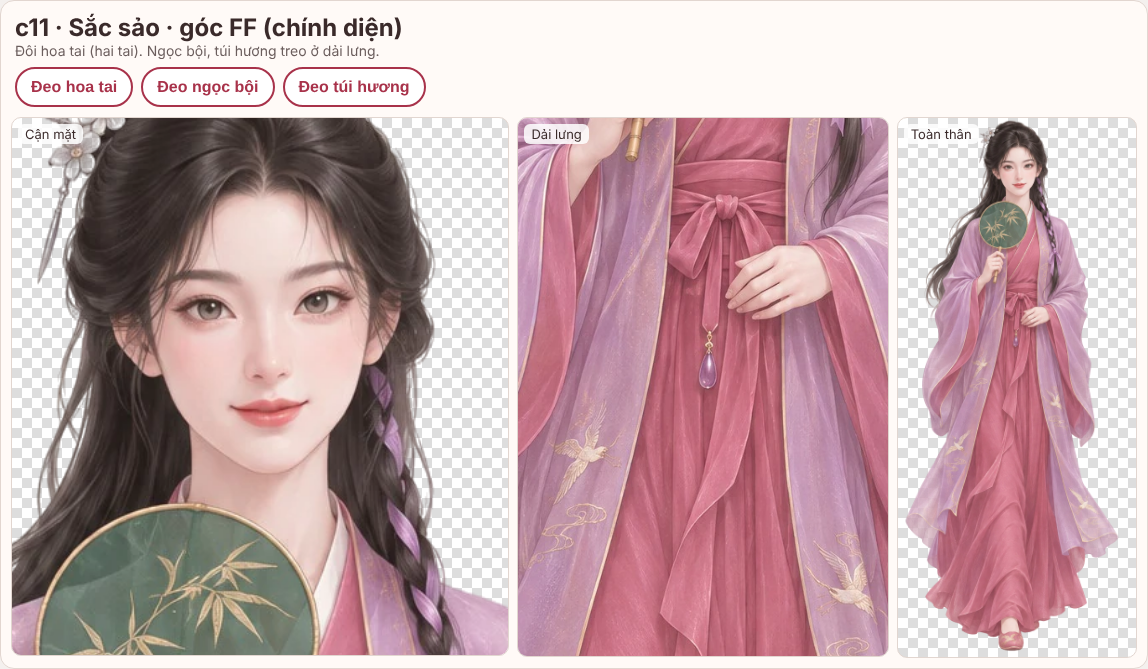 c11 · Sắc sảo · góc FF (chính diện)
Đôi hoa tai (hai tai). Ngọc bội, túi hương treo ở dải lưng.
Đeo hoa tai
Đeo ngọc bội
Đeo túi hương
Cận mặt
Dải lưng
Toàn thân